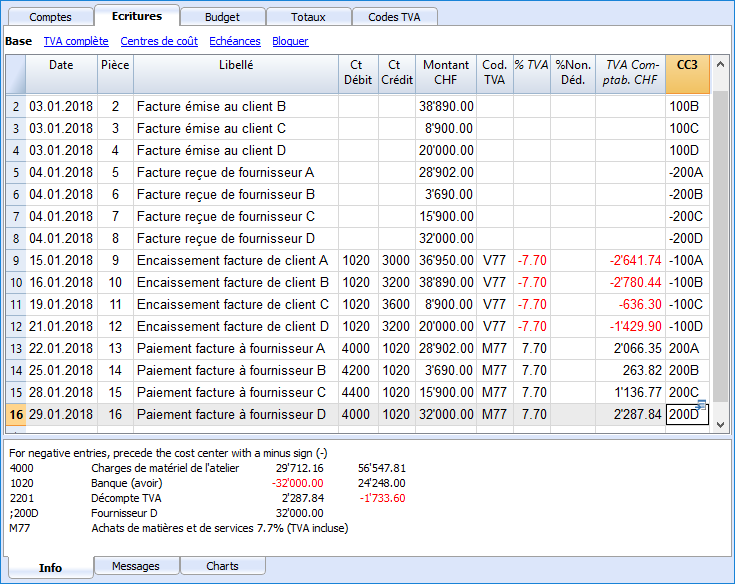 Comptes Ecritures Budget Totaux Codes TVA
Base TVA complète Centres de coût Echéances Bloquer
Date Pièce Libellé Ct Débit Ct Crédit Montant CHF Cod. TVA % TVA %Non. Déd. TVA Com- ptab. CHF CC3
2 03.01.2018 2 Facture émise au client B 38'890.00 100B
3 03.01.2018 3 Facture émise au client C 8'900.00 100C
4 03.01.2018 4 Facture émise au client D 20'000.00 100D
5 04.01.2018 5 Facture reçue de fournisseur A 28'902.00 -200A
6 04.01.2018 6 Facture reçue de fournisseur B 3'690.00 -200B
7 04.01.2018 7 Facture reçue de fournisseur C 15'900.00 -200C
8 04.01.2018 8 Facture reçue de fournisseur D 32'000.00 -200D
9 15.01.2018 9 Encaissement facture de client A 1020 3000 36'950.00 V77 -7.70 -2'641.74 -100A
10 16.01.2018 10 Encaissement facture de client B 1020 3200 38'890.00 V77 -7.70 -2'780.44 -100B
11 19.01.2018 11 Encaissement facture de client C 1020 3600 8'900.00 V77 -7.70 -636.30 -100C
12 21.01.2018 12 Encaissement facture de client D 1020 3200 20'000.00 V77 -7.70 -1'429.90 -100D
13 22.01.2018 13 Paiement facture à fournisseur A 4000 1020 28'902.00 M77 7.70 2'066.35 200A
14 25.01.2018 14 Paiement facture à fournisseur B 4200 1020 3'690.00 M77 7.70 263.82 200B
15 28.01.2018 15 Paiement facture à fournisseur C 4400 1020 15'900.00 M77 7.70 1'136.77 200C
16 29.01.2018 16 Paiement facture à fournisseur D 4000 1020 32'000.00 M77 7.70 2'287.84 200D
For negative entries, precede the cost center with a minus sign (-)
4000 Charges de matériel de l'atelier 29'712.16 56'547.81
1020 Banque (avoir) -32'000.00 24'248.00
2201 Décompte TVA 2'287.84 -1'733.60
;200D Fournisseur D 32'000.00
M77 Achats de matières et de services 7.7% (TVA incluse)
Info Messages Charts